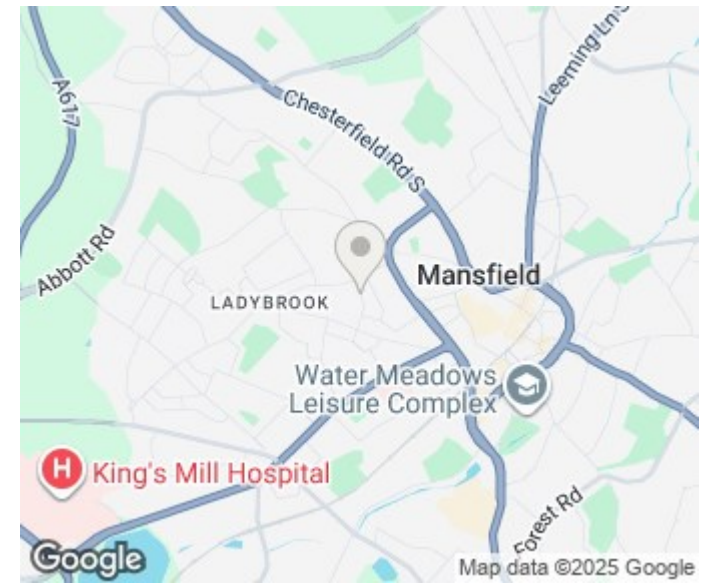 A617
Chesterfield Rd S
Leeming Ln S
Abbott Rd
Mansfield
LADYBROOK
Water Meadows
Leisure Complex
H
King's Mill Hospital
Forest Rd
Google
Map data ©2025 Google